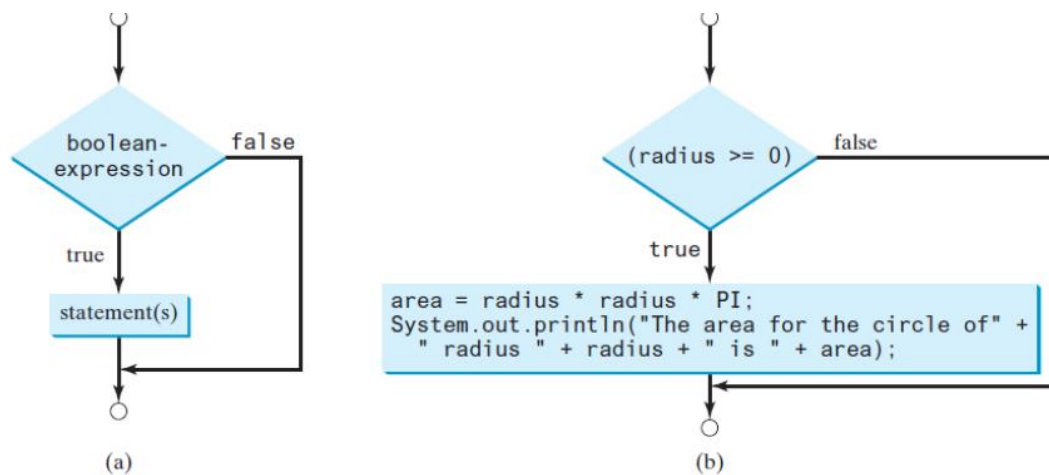 boolean-
expression
false
true
statement(s)
(a)
(radius >= 0)
false
true
area = radius * radius * PI;
System.out.println("The area for the circle of" +
" radius " + radius + " is " + area);
(b)